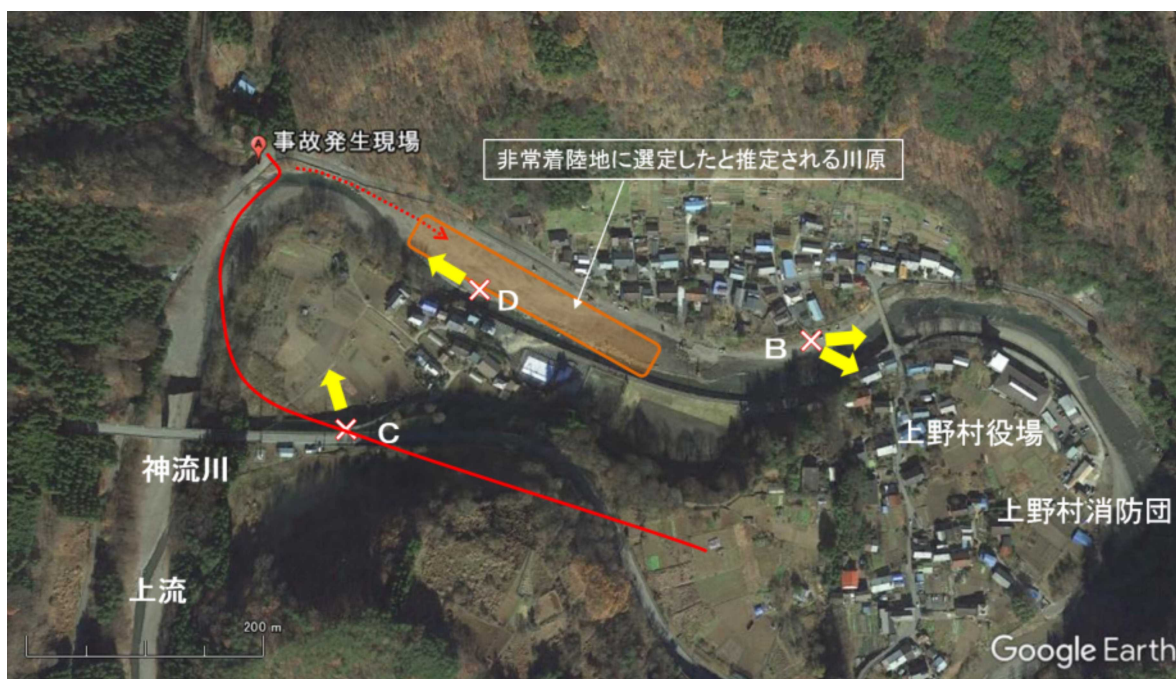 A
事故発生現場
非常着陸地に選定したと推定される川原
D
B
C
上野村役場
神流川
上野村消防団
上流
200 m
Google Earth